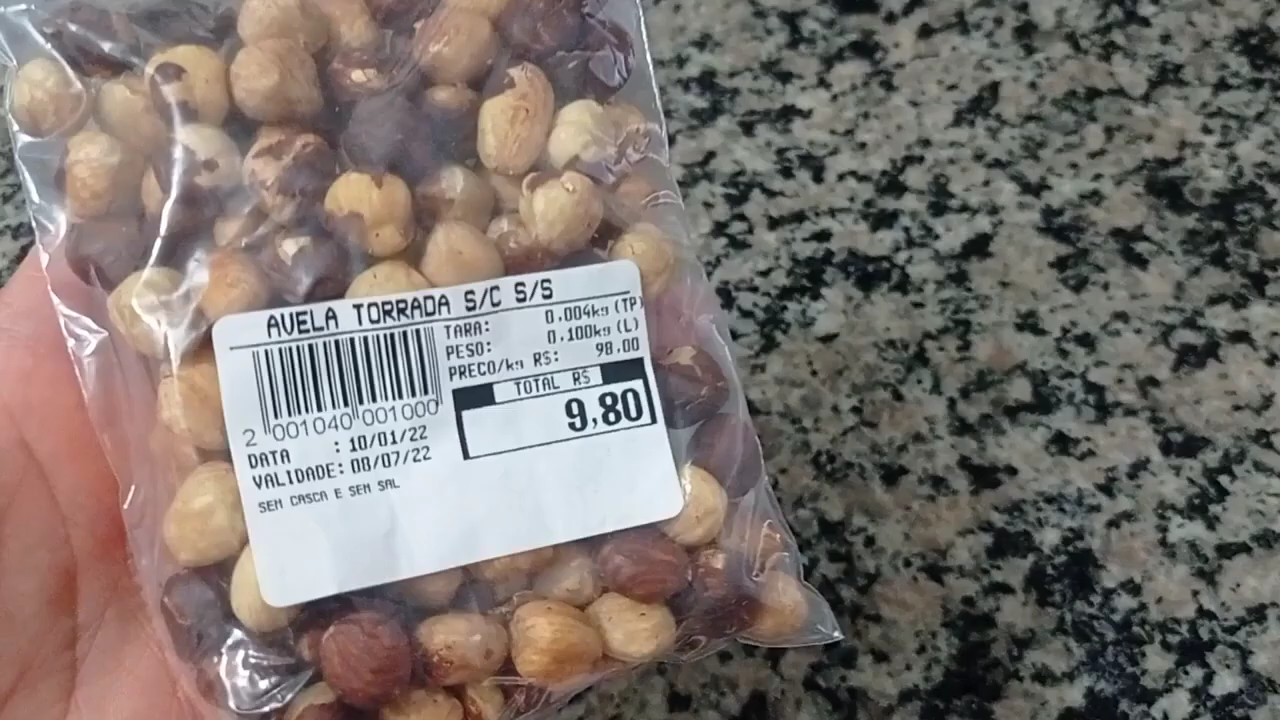 AVELA TORRADA S/C S/S
TARA: 0,004kg (TP)
PESO: 0,100kg (L)
PRECO/kg R$: 98,00
TOTAL R$
9,80
2 001040 001000
DATA : 10/01/22
VALIDADE: 08/07/22
SEM CASCA E SEM SAL